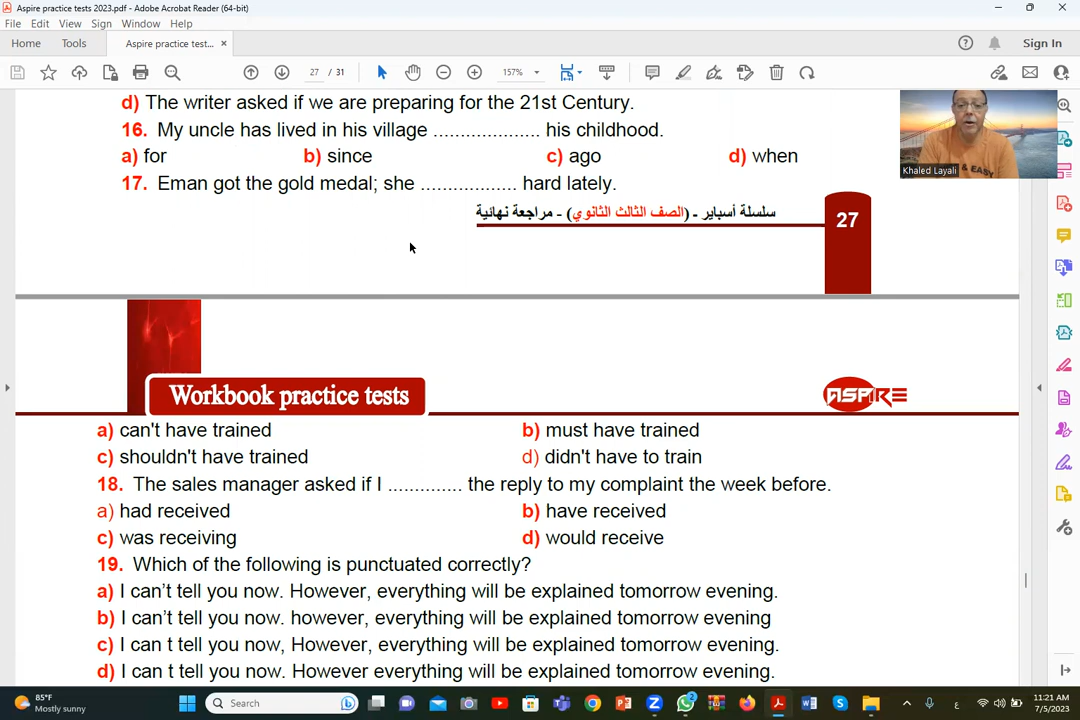 Aspire practice tests 2023.pdf - Adobe Acrobat Reader (64-bit)
File Edit View Sign Window Help
Home Tools Aspire practice test... × Sign In
27 / 31 157%
d) The writer asked if we are preparing for the 21st Century.
16. My uncle has lived in his village .................... his childhood.
a) for b) since c) ago d) when
17. Eman got the gold medal; she .................. hard lately.
Khaled Layali
& EASY
سلسلة أسباير - (الصف الثالث الثانوي) - مراجعة نهائية
27
Workbook practice tests
ASPIRE
a) can't have trained b) must have trained
c) shouldn't have trained d) didn't have to train
18. The sales manager asked if I .............. the reply to my complaint the week before.
a) had received b) have received
c) was receiving d) would receive
19. Which of the following is punctuated correctly?
a) I can't tell you now. However, everything will be explained tomorrow evening.
b) I can't tell you now. however, everything will be explained tomorrow evening
c) I can t tell you now, However, everything will be explained tomorrow evening.
d) I can t tell you now. However everything will be explained tomorrow evening.
85°F
Mostly sunny
Search
2
ع
11:21 AM
7/5/2023